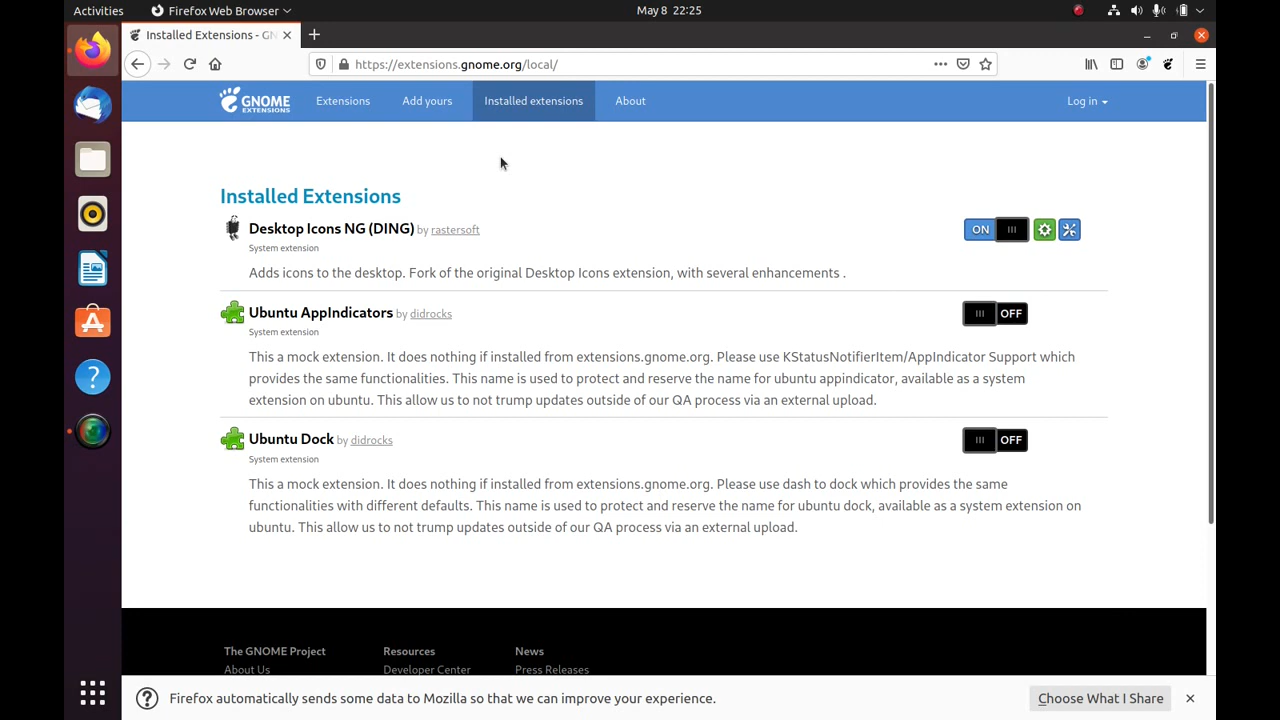 Activities
Firefox Web Browser
May 8 22:25
Installed Extensions - GN
https://extensions.gnome.org/local/
GNOME
EXTENSIONS
Extensions
Add yours
Installed extensions
About
Log in
Installed Extensions
Desktop Icons NG (DING) by rastersoft
ON
System extension
Adds icons to the desktop. Fork of the original Desktop Icons extension, with several enhancements .
Ubuntu AppIndicators by didrocks
OFF
System extension
This a mock extension. It does nothing if installed from extensions.gnome.org. Please use KStatusNotifierItem/AppIndicator Support which
provides the same functionalities. This name is used to protect and reserve the name for ubuntu appindicator, available as a system
extension on ubuntu. This allow us to not trump updates outside of our QA process via an external upload.
Ubuntu Dock by didrocks
OFF
System extension
This a mock extension. It does nothing if installed from extensions.gnome.org. Please use dash to dock which provides the same
functionalities with different defaults. This name is used to protect and reserve the name for ubuntu dock, available as a system extension on
ubuntu. This allow us to not trump updates outside of our QA process via an external upload.
The GNOME Project
Resources
News
About Us
Developer Center
Press Releases
Firefox automatically sends some data to Mozilla so that we can improve your experience.
Choose What I Share